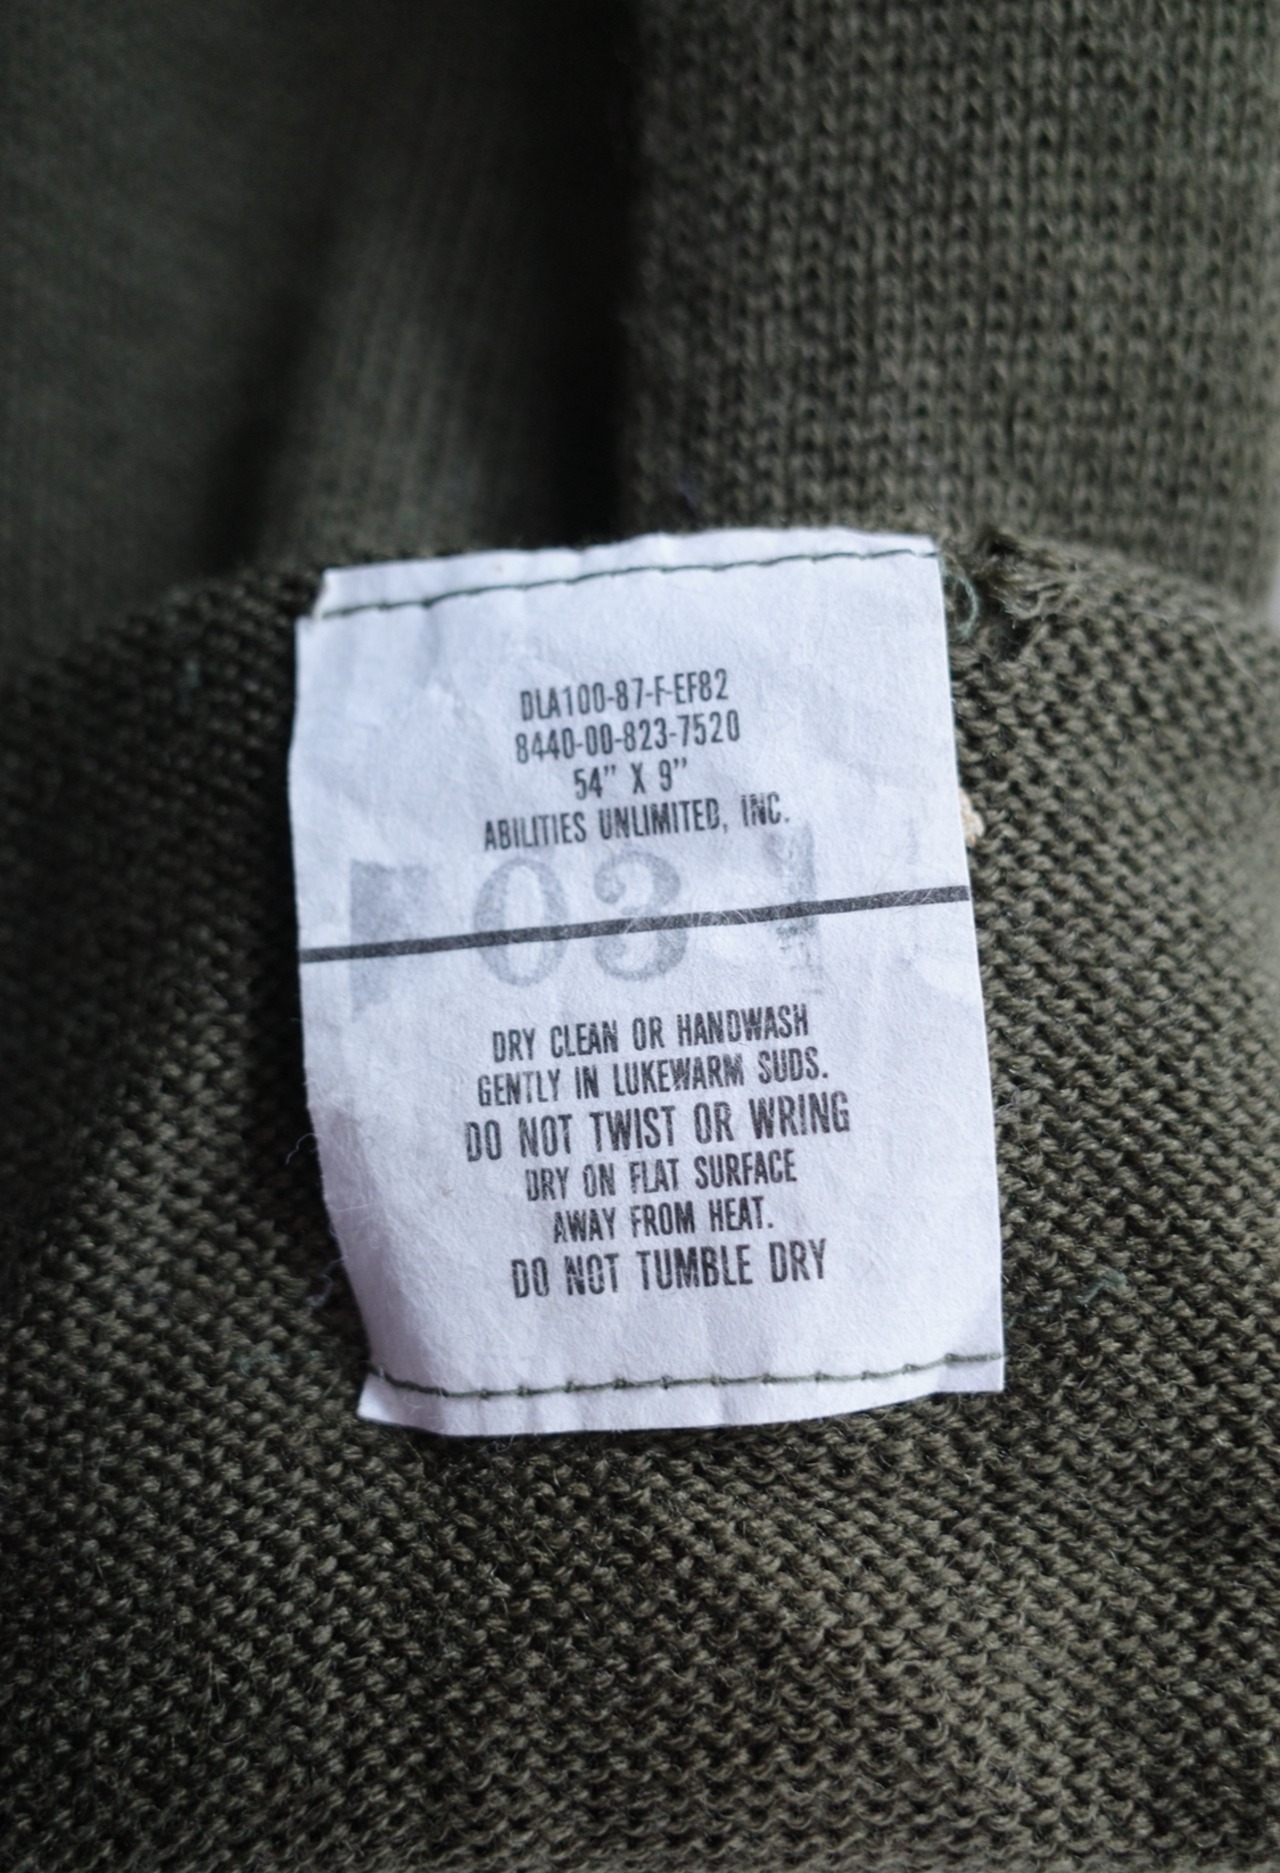 DLA100-87-F-EF82
8440-00-823-7520
54" X 9"
ABILITIES UNLIMITED, INC.
03
DRY CLEAN OR HANDWASH
GENTLY IN LUKEWARM SUDS.
DO NOT TWIST OR WRING
DRY ON FLAT SURFACE
AWAY FROM HEAT.
DO NOT TUMBLE DRY